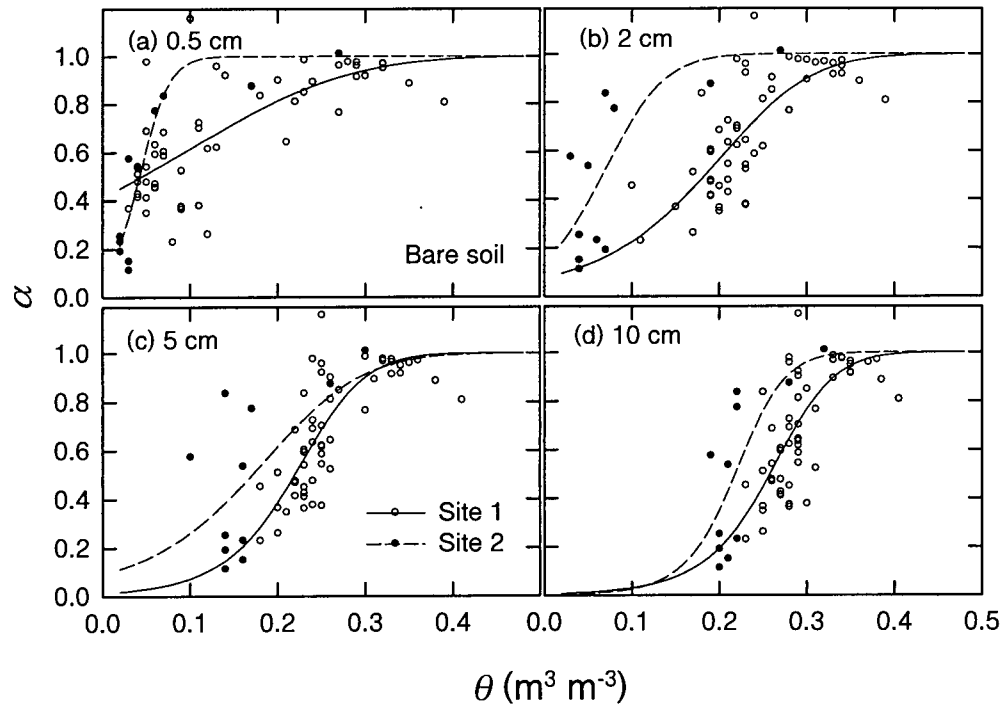 (a) 0.5 cm
(b) 2 cm
1.0
0.8
0.6
0.4
0.2
0.0
Bare soil
α
(c) 5 cm
(d) 10 cm
1.0
0.8
0.6
0.4
0.2
0.0
Site 1
Site 2
0.0 0.1 0.2 0.3 0.4 0.0 0.1 0.2 0.3 0.4 0.5
θ (m³ m⁻³)